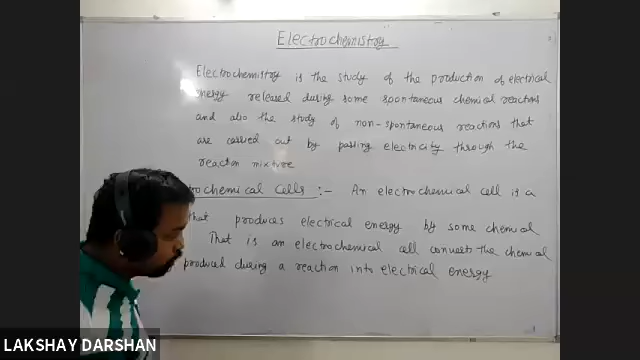 Electrochemistry
Electrochemistry is the study of the production of electrical
energy released during some spontaneous chemical reactions
and also the study of non-spontaneous reactions that
are carried out by passing electricity through the
reaction mixtree
trochemical Cells :- An electrochemical cell is a
that produces electrical energy by some chemical
That is an electrochemical cell converts the chemical
produced during a reaction into electrical energy
LAKSHAY DARSHAN